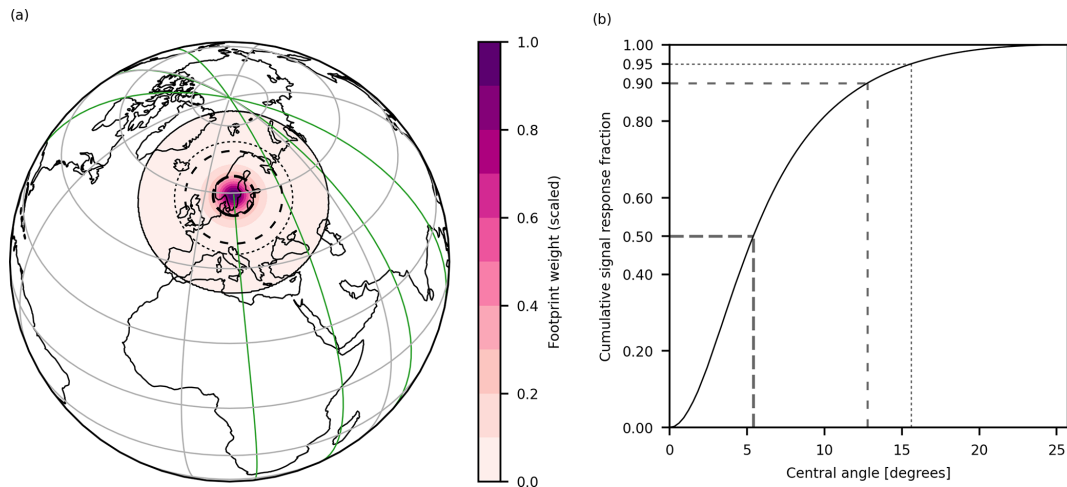 (a)
1.0
0.8
0.6
0.4
0.2
0.0
Footprint weight (scaled)
(b)
1.00
0.95
0.90
0.80
0.60
0.50
0.40
0.20
0.00
Cumulative signal response fraction
0 5 10 15 20 25
Central angle [degrees]